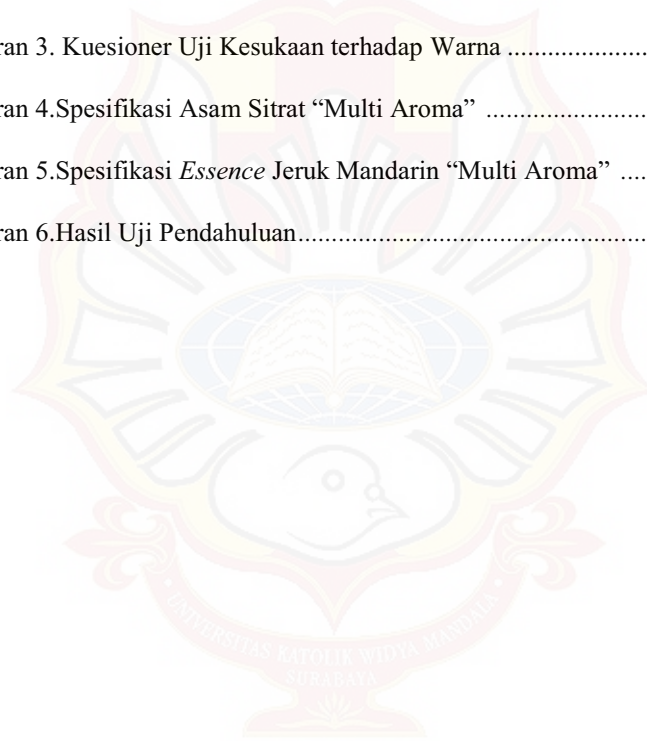 ran 3. Kuesioner Uji Kesukaan terhadap Warna .....................
ran 4.Spesifikasi Asam Sitrat “Multi Aroma” ........................
ran 5.Spesifikasi Essence Jeruk Mandarin “Multi Aroma” ....
ran 6.Hasil Uji Pendahuluan....................................................
UNIVERSITAS KATOLIK WIDYA MANDALA
SURABAYA